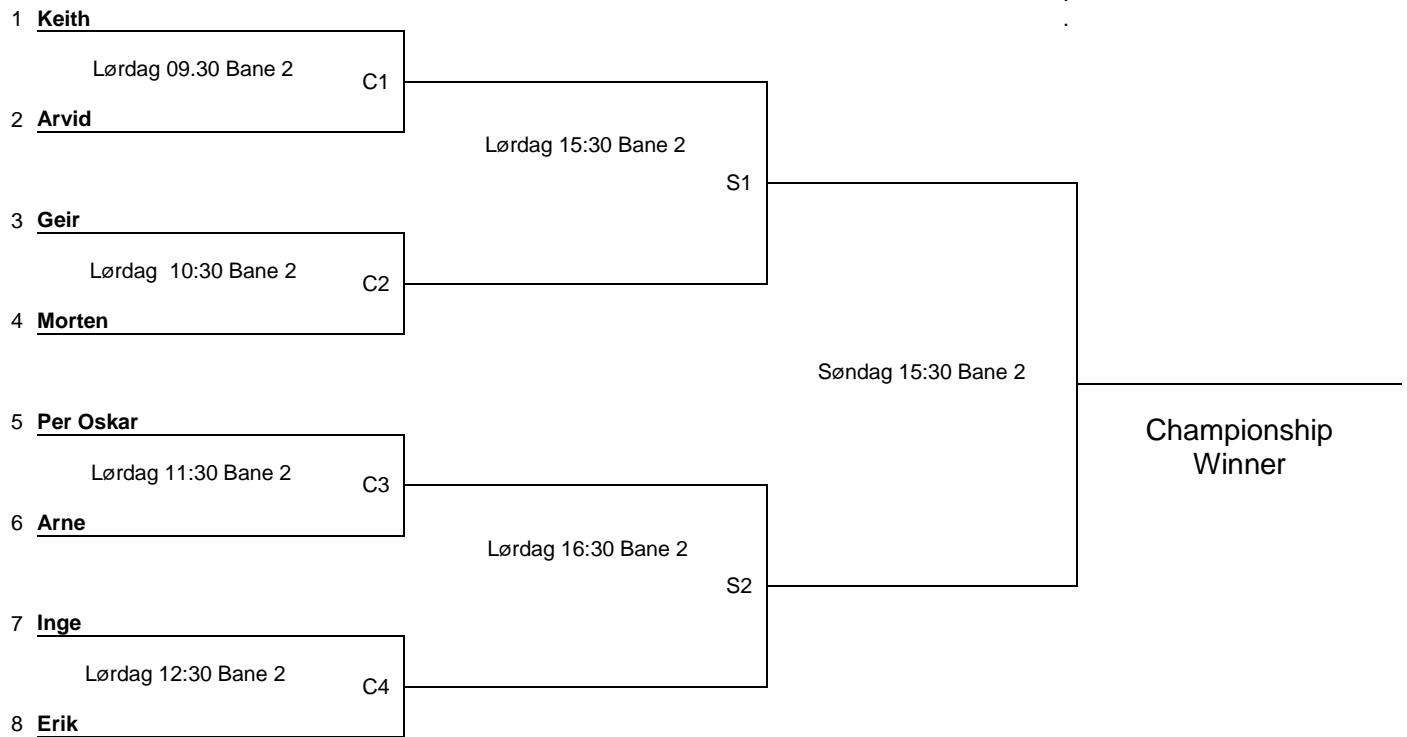 1 Keith
Lørdag 09.30 Bane 2
C1
2 Arvid
Lørdag 15:30 Bane 2
S1
3 Geir
Lørdag  10:30 Bane 2
C2
4 Morten
Søndag 15:30 Bane 2
Championship
Winner
5 Per Oskar
Lørdag 11:30 Bane 2
C3
6 Arne
Lørdag 16:30 Bane 2
S2
7 Inge
Lørdag 12:30 Bane 2
C4
8 Erik